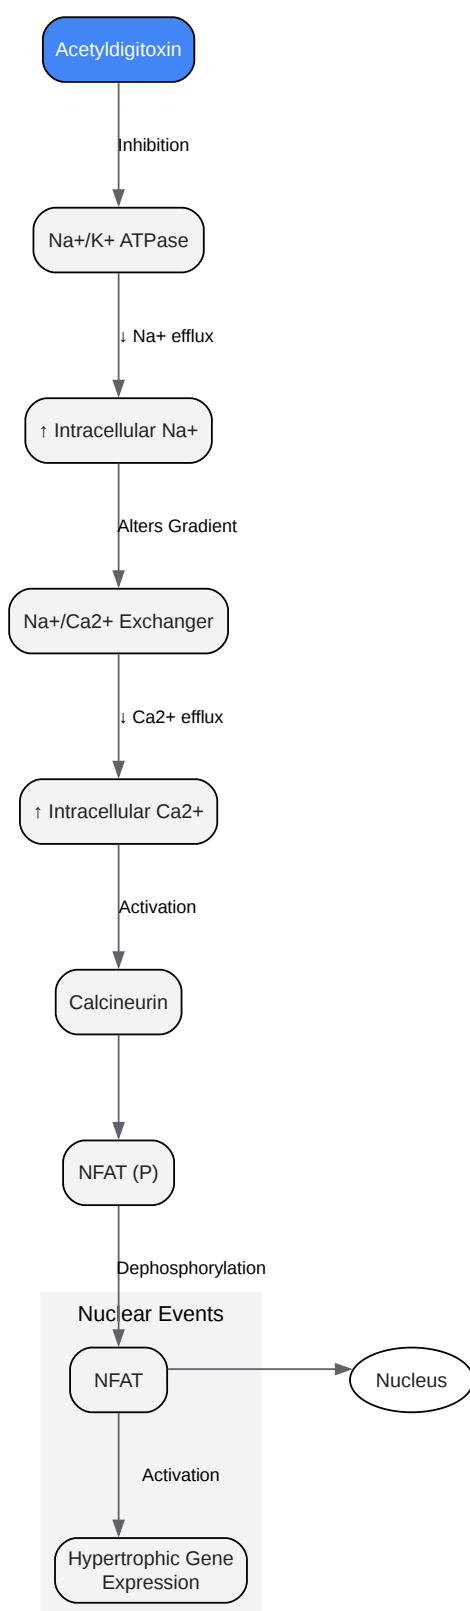 Acetyldigitoxin
Inhibition
Na+/K+ ATPase
↓ Na+ efflux
↑ Intracellular Na+
Alters Gradient
Na+/Ca2+ Exchanger
↓ Ca2+ efflux
↑ Intracellular Ca2+
Activation
Calcineurin
NFAT (P)
Dephosphorylation
Nuclear Events
NFAT
Nucleus
Activation
Hypertrophic Gene
Expression